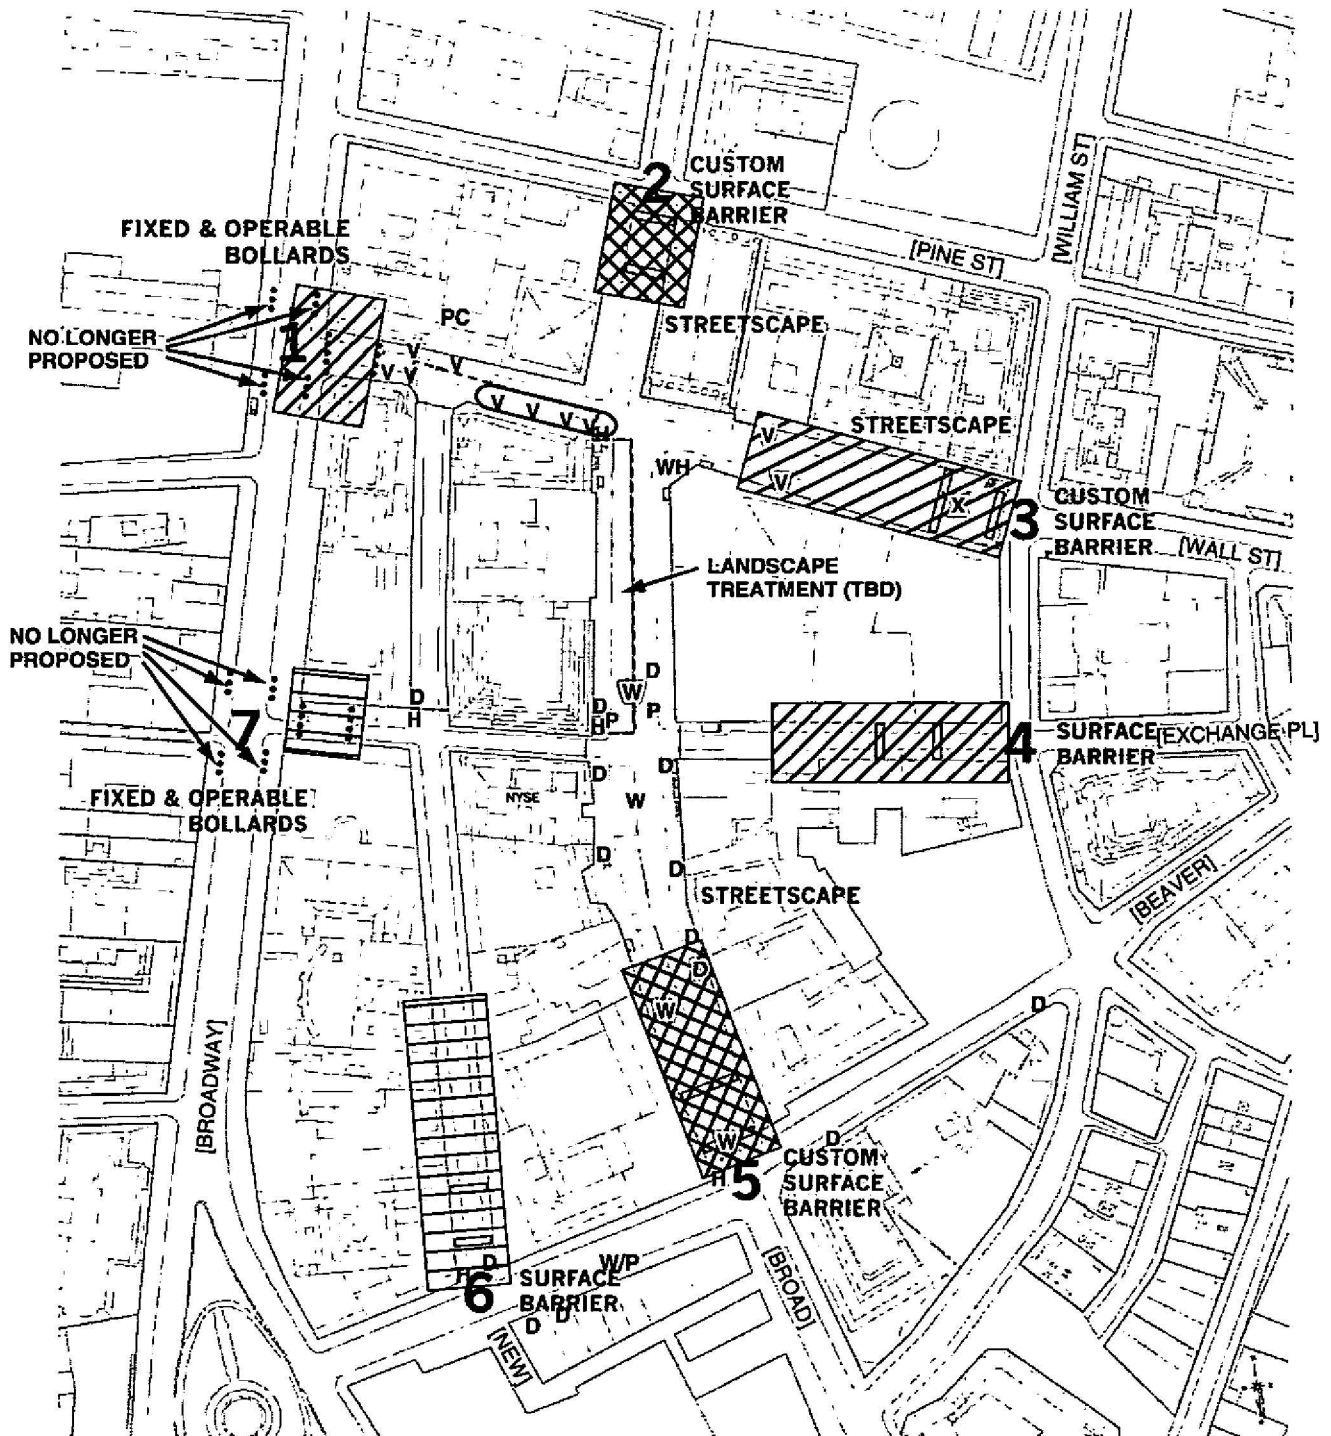 2
CUSTOM
SURFACE
BARRIER
FIXED & OPERABLE
BOLLARDS
[WILLIAM ST]
[PINE ST]
NO LONGER
PROPOSED
1
PC
STREETSCAPE
V
V
V
V
V
V
V
V
H
V
STREETSCAPE
WH
V
X
3
CUSTOM
SURFACE
BARRIER
[WALL ST]
LANDSCAPE
TREATMENT (TBD)
NO LONGER
PROPOSED
D
H
D
W
D
P
P
H
7
4
SURFACE
BARRIER
[EXCHANGE PL]
D
D
NYSE
W
FIXED & OPERABLE
BOLLARDS
D
D
STREETSCAPE
[BEAVER]
D
D
W
D
[BROADWAY]
W
D
H
5
CUSTOM
SURFACE
BARRIER
H
D
W/P
6
SURFACE
BARRIER
D
D
[NEW]
[BROAD]